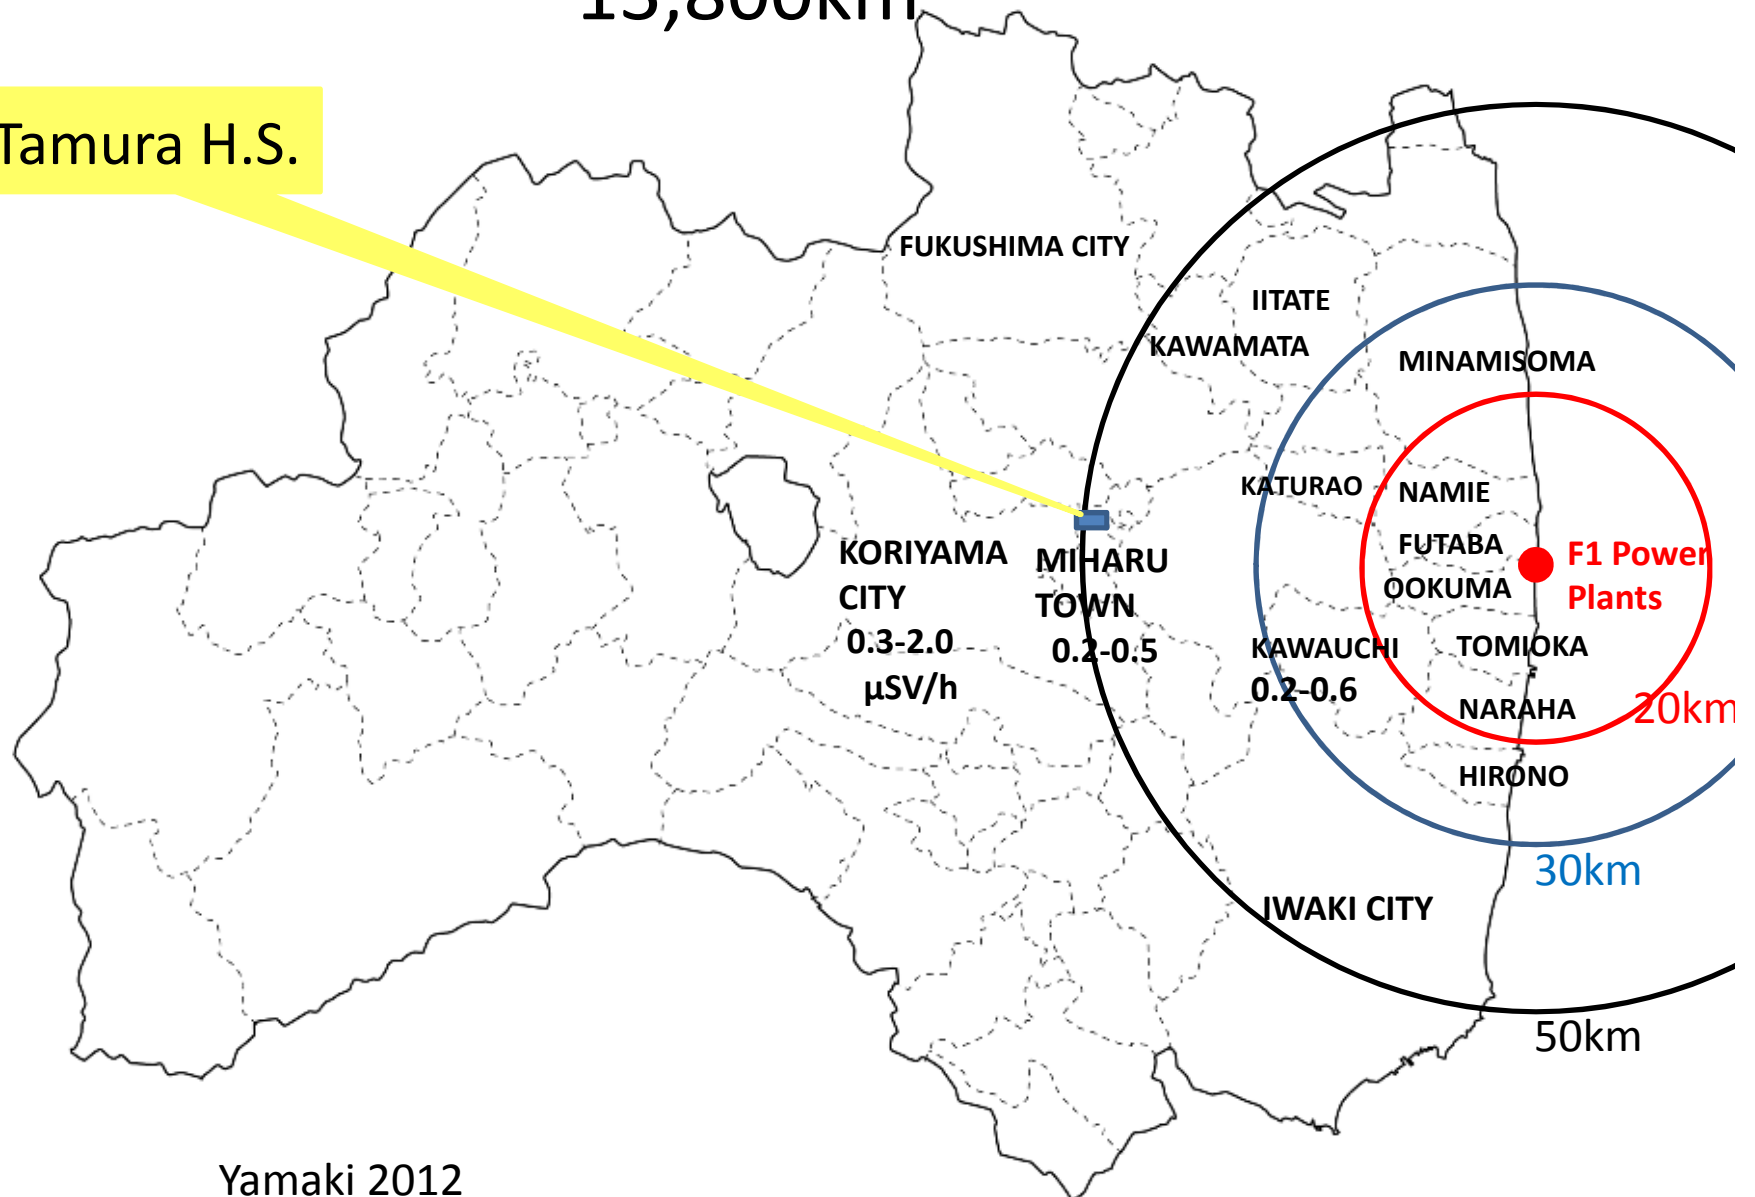 13,800km
Tamura H.S.
FUKUSHIMA CITY
IITATE
KAWAMATA
MINAMISOMA
KATURAO
NAMIE
FUTABA
OOKUMA
F1 Power
Plants
KORIYAMA
CITY
0.3-2.0
μSV/h
MIHARU
TOWN
0.2-0.5
KAWAUCHI
0.2-0.6
TOMIOKA
NARAHA
20km
HIRONO
30km
IWAKI CITY
50km
Yamaki 2012